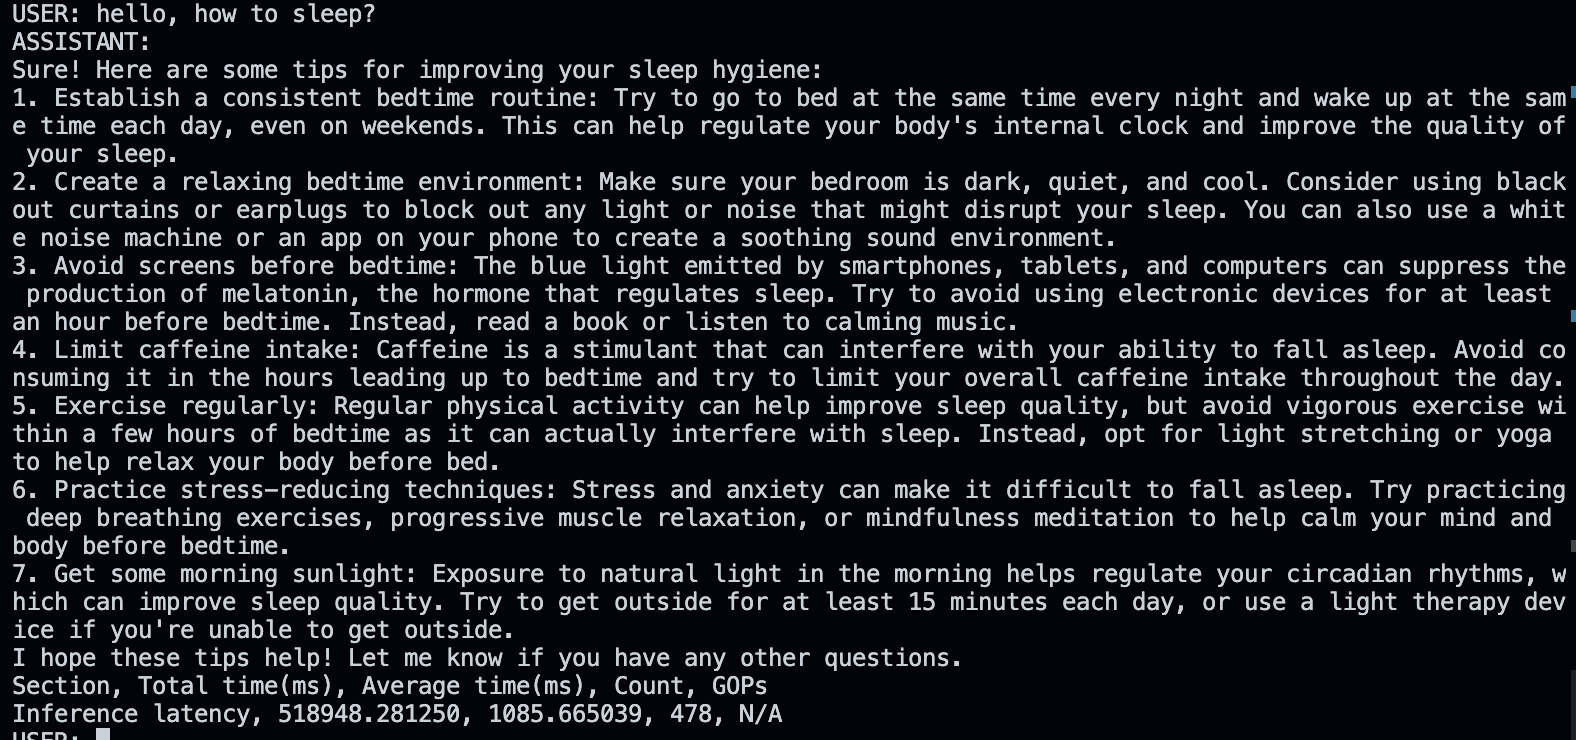 USER: hello, how to sleep?
ASSISTANT:
Sure! Here are some tips for improving your sleep hygiene:
1. Establish a consistent bedtime routine: Try to go to bed at the same time every night and wake up at the sam
e time each day, even on weekends. This can help regulate your body's internal clock and improve the quality of
 your sleep.
2. Create a relaxing bedtime environment: Make sure your bedroom is dark, quiet, and cool. Consider using black
out curtains or earplugs to block out any light or noise that might disrupt your sleep. You can also use a whit
e noise machine or an app on your phone to create a soothing sound environment.
3. Avoid screens before bedtime: The blue light emitted by smartphones, tablets, and computers can suppress the
 production of melatonin, the hormone that regulates sleep. Try to avoid using electronic devices for at least
an hour before bedtime. Instead, read a book or listen to calming music.
4. Limit caffeine intake: Caffeine is a stimulant that can interfere with your ability to fall asleep. Avoid co
nsuming it in the hours leading up to bedtime and try to limit your overall caffeine intake throughout the day.
5. Exercise regularly: Regular physical activity can help improve sleep quality, but avoid vigorous exercise wi
thin a few hours of bedtime as it can actually interfere with sleep. Instead, opt for light stretching or yoga
to help relax your body before bed.
6. Practice stress-reducing techniques: Stress and anxiety can make it difficult to fall asleep. Try practicing
 deep breathing exercises, progressive muscle relaxation, or mindfulness meditation to help calm your mind and
body before bedtime.
7. Get some morning sunlight: Exposure to natural light in the morning helps regulate your circadian rhythms, w
hich can improve sleep quality. Try to get outside for at least 15 minutes each day, or use a light therapy dev
ice if you're unable to get outside.
I hope these tips help! Let me know if you have any other questions.
Section, Total time(ms), Average time(ms), Count, GOPs
Inference latency, 518948.281250, 1085.665039, 478, N/A
USER: